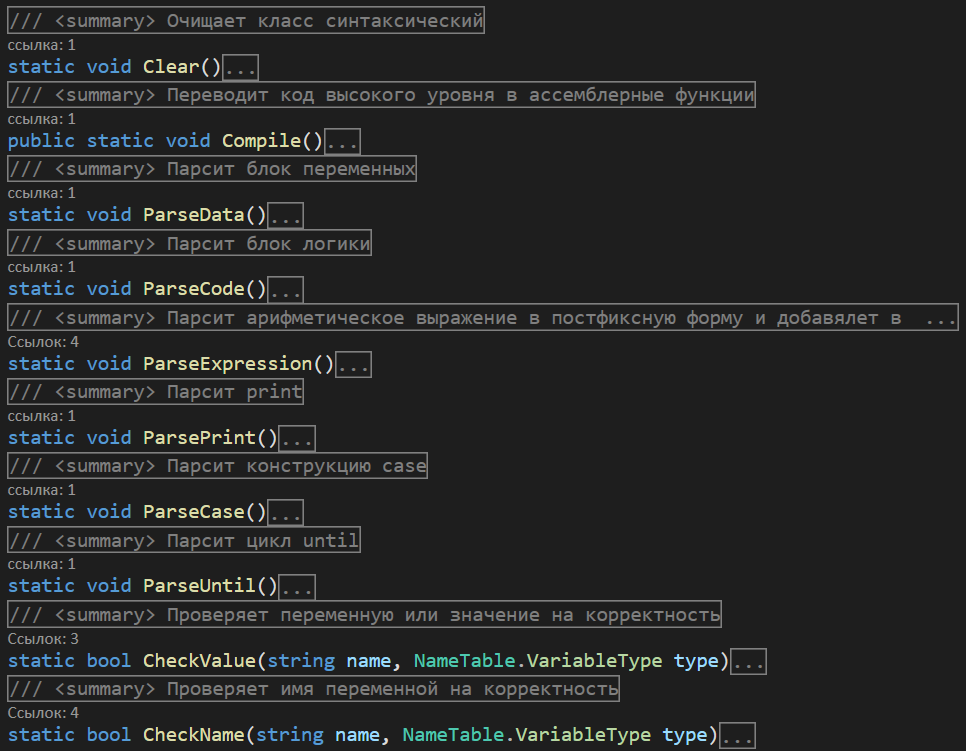 /// <summary> Очищает класс синтаксический
ссылка: 1
static void Clear()...
/// <summary> Переводит код высокого уровня в ассемблерные функции
ссылка: 1
public static void Compile()...
/// <summary> Парсит блок переменных
ссылка: 1
static void ParseData()...
/// <summary> Парсит блок логики
ссылка: 1
static void ParseCode()...
/// <summary> Парсит арифметическое выражение в постфиксную форму и добавялет в ...
Ссылок: 4
static void ParseExpression()...
/// <summary> Парсит print
ссылка: 1
static void ParsePrint()...
/// <summary> Парсит конструкцию case
ссылка: 1
static void ParseCase()...
/// <summary> Парсит цикл until
ссылка: 1
static void ParseUntil()...
/// <summary> Проверяет переменную или значение на корректность
Ссылок: 3
static bool CheckValue(string name, NameTable.VariableType type)...
/// <summary> Проверяет имя переменной на корректность
Ссылок: 4
static bool CheckName(string name, NameTable.VariableType type)...